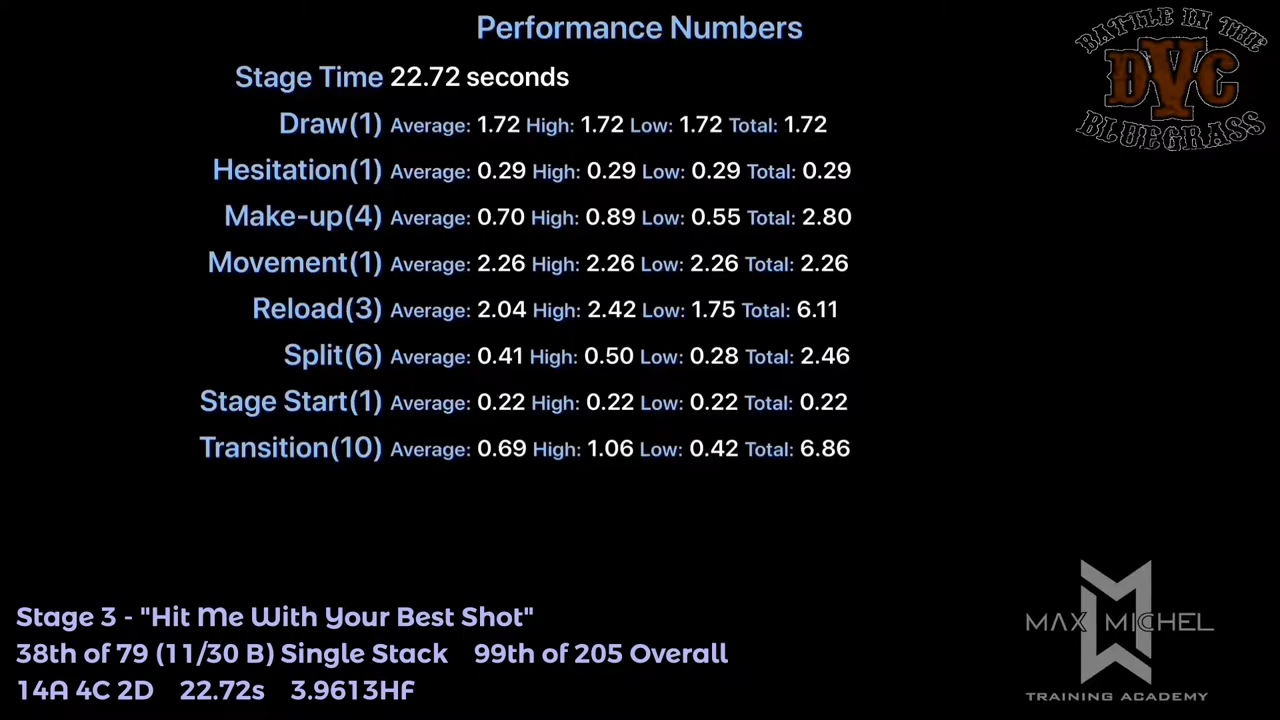 Performance Numbers
BATTLE IN THE
DVC
BLUEGRASS
Stage Time 22.72 seconds
Draw(1) Average: 1.72 High: 1.72 Low: 1.72 Total: 1.72
Hesitation(1) Average: 0.29 High: 0.29 Low: 0.29 Total: 0.29
Make-up(4) Average: 0.70 High: 0.89 Low: 0.55 Total: 2.80
Movement(1) Average: 2.26 High: 2.26 Low: 2.26 Total: 2.26
Reload(3) Average: 2.04 High: 2.42 Low: 1.75 Total: 6.11
Split(6) Average: 0.41 High: 0.50 Low: 0.28 Total: 2.46
Stage Start(1) Average: 0.22 High: 0.22 Low: 0.22 Total: 0.22
Transition(10) Average: 0.69 High: 1.06 Low: 0.42 Total: 6.86
Stage 3 - "Hit Me With Your Best Shot"
38th of 79 (11/30 B) Single Stack 99th of 205 Overall
14A 4C 2D 22.72s 3.9613HF
MAX MICHEL
TRAINING ACADEMY